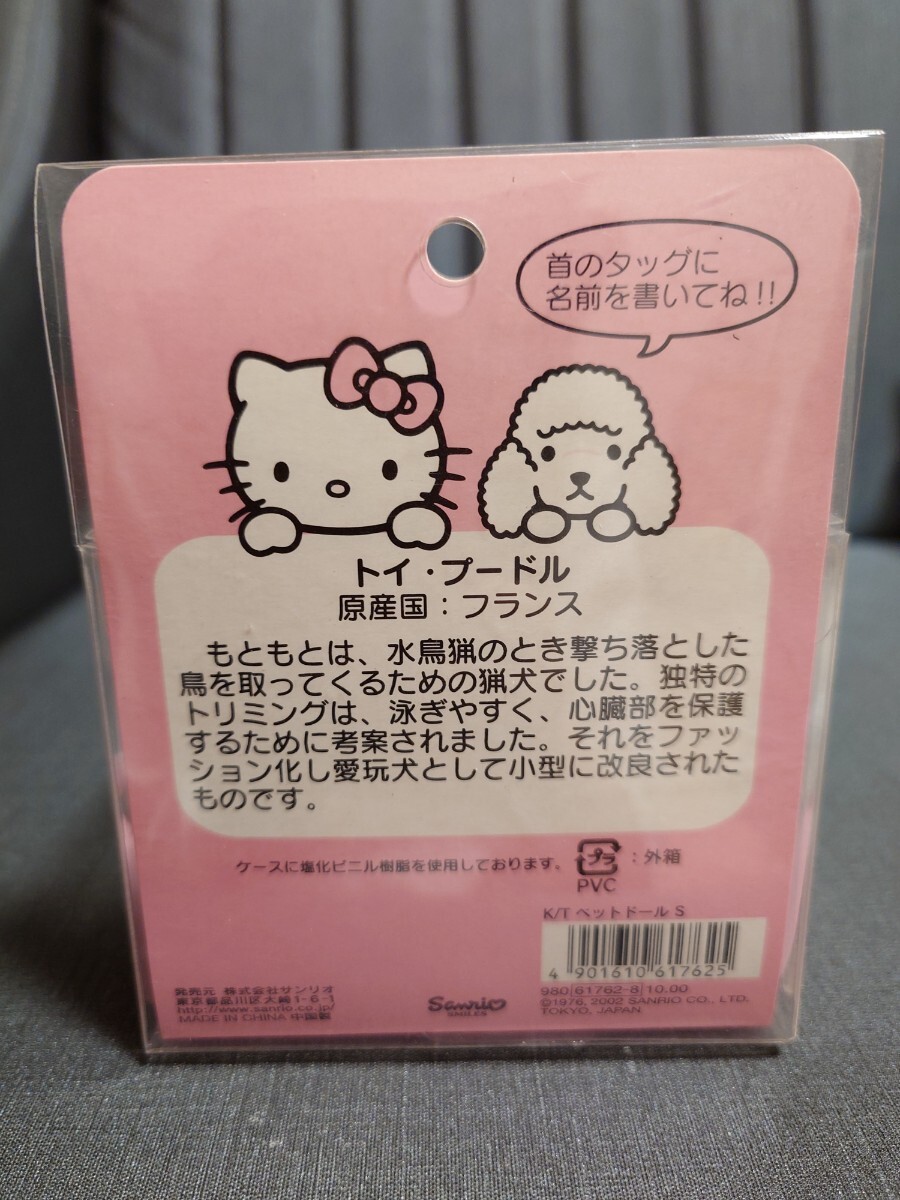 首のタッグに
名前を書いてね!!
トイ・プードル
原産国：フランス
もともとは、水鳥猟のとき撃ち落とした
鳥を取ってくるための猟犬でした。独特の
トリミングは、泳ぎやすく、心臓部を保護
するために考案されました。それをファッ
ション化し愛玩犬として小型に改良された
ものです。
ケースに塩化ビニル樹脂を使用しております。
プラ
：外箱
PVC
K/T ペットドール S
4 901610 617625
980/61762-8/10.00
©1976, 2002 SANRIO CO., LTD.
TOKYO, JAPAN
発売元 株式会社サンリオ
東京都品川区大崎1-6-1
http://www.sanrio.co.jp/
MADE IN CHINA 中国製
Sanrio
SMILES